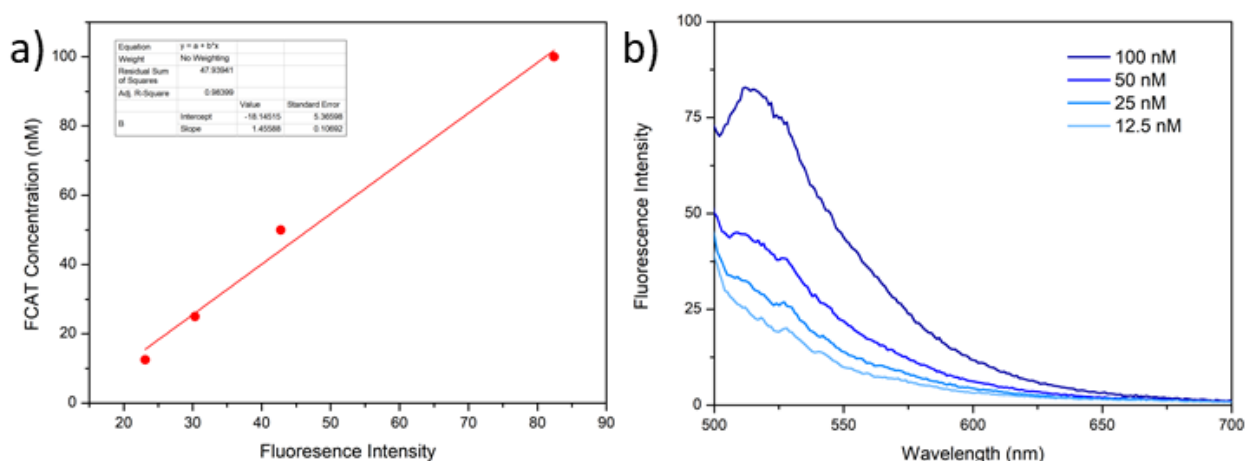 a)
Equation y = a + b*x
Weight No Weighting
Residual Sum of Squares 47.93941
Adj. R-Square 0.98399
Value Standard Error
B Intercept -18.14515 5.36598
Slope 1.45588 0.10692
FCAT Concentration (nM)
100
80
60
40
20
0
20 30 40 50 60 70 80 90
Fluoresence Intensity
b)
100 nM
50 nM
25 nM
12.5 nM
Fluorescence Intensity
100
75
50
25
0
500 550 600 650 700
Wavelength (nm)